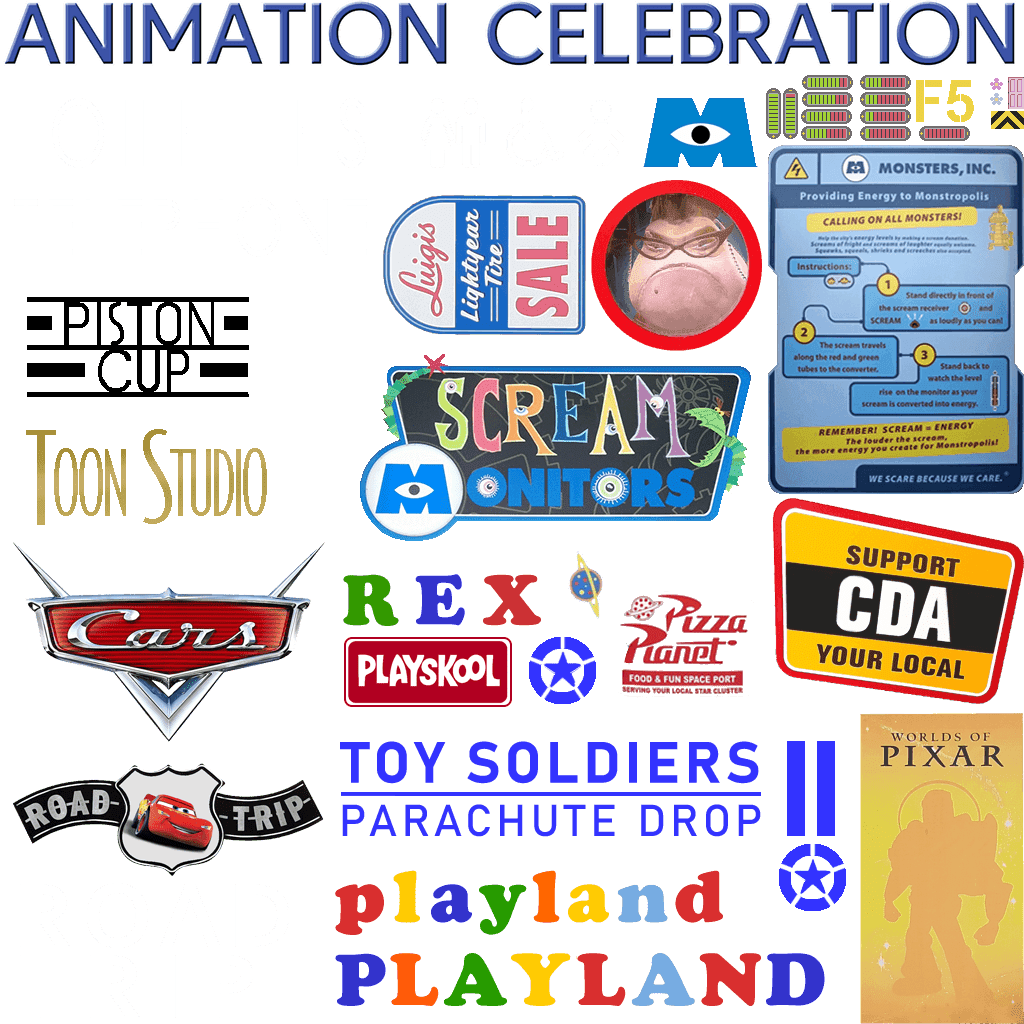 ANIMATION CELEBRATION
F5
MONSTERS, INC.
Providing Energy to Monstropolis
CALLING ON ALL MONSTERS!
Help the city's energy levels by making a scream donation.
Screams of fright and screams of laughter equally welcome.
Squawks, squeals, shrieks and screeches also accepted.
Instructions:
1
Stand directly in front of
the scream receiver and
SCREAM as loudly as you can!
2
The scream travels
along the red and green
tubes to the converter.
3
Stand back to
watch the level
rise on the monitor as your
scream is converted into energy.
REMEMBER! SCREAM = ENERGY
The louder the scream,
the more energy you create for Monstropolis!
WE SCARE BECAUSE WE CARE.
Luigis
Lightyear
Tire
SALE
PISTON
CUP
SCREAM
MONITORS
TOON STUDIO
SUPPORT
CDA
YOUR LOCAL
Cars
REX
PLAYSKOOL
Pizza
Planet
FOOD & FUN SPACE PORT
SERVING YOUR LOCAL STAR CLUSTER
WORLDS OF
PIXAR
TOY SOLDIERS
PARACHUTE DROP
ROAD TRIP
playland
PLAYLAND